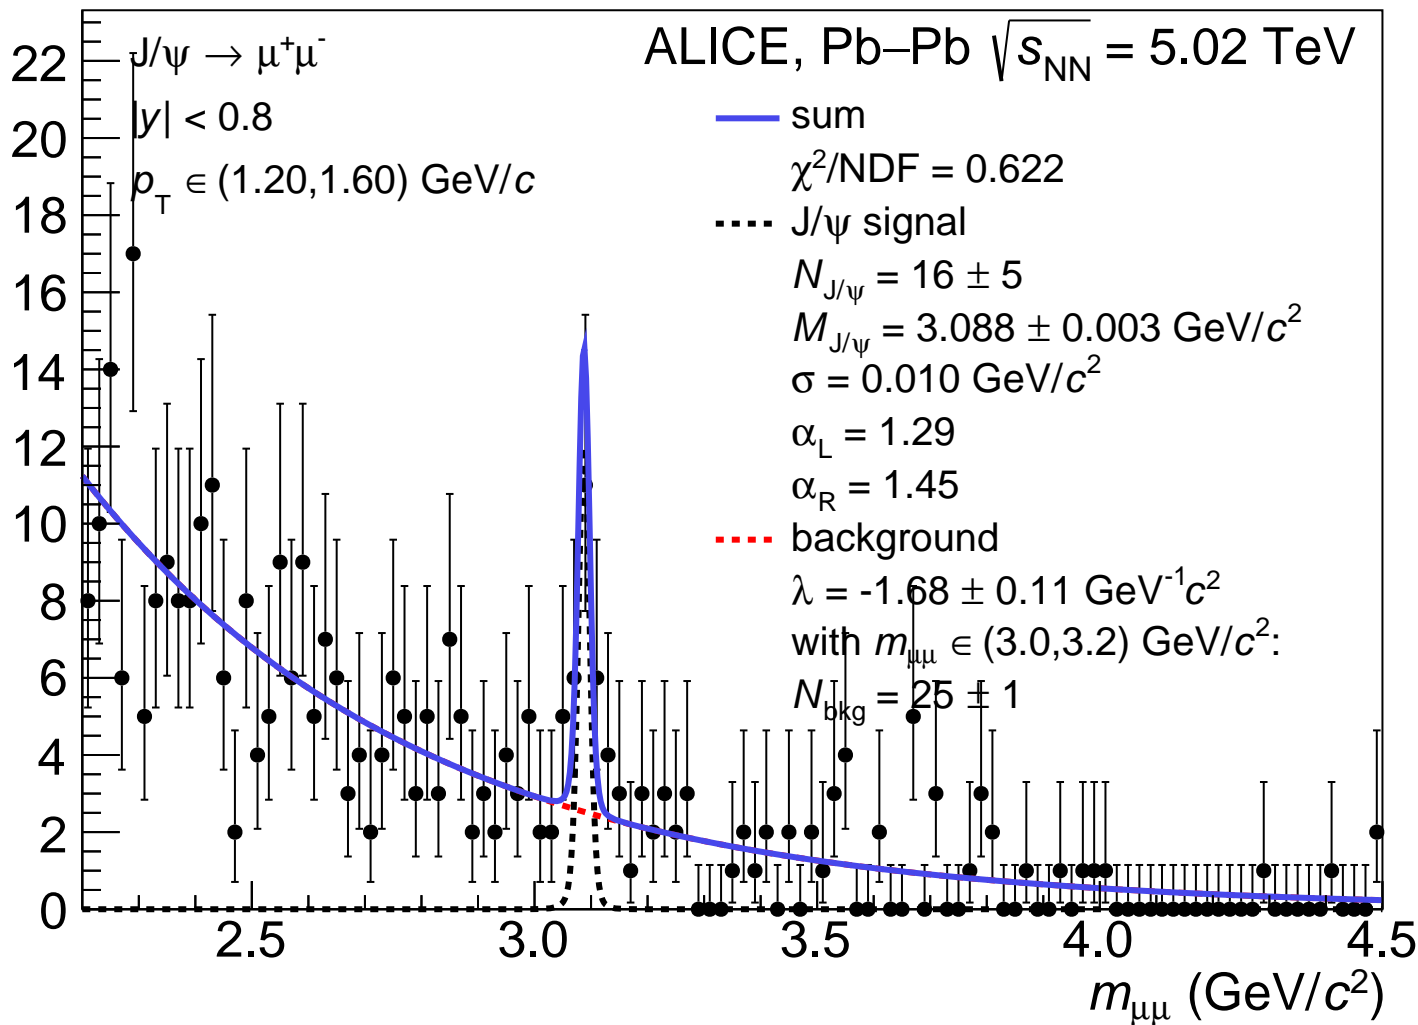 J/ψ → μ⁺μ⁻
|y| < 0.8
p_T ∈ (1.20,1.60) GeV/c
ALICE, Pb–Pb √s_NN = 5.02 TeV
sum
χ²/NDF = 0.622
J/ψ signal
N_J/ψ = 16 ± 5
M_J/ψ = 3.088 ± 0.003 GeV/c²
σ = 0.010 GeV/c²
α_L = 1.29
α_R = 1.45
background
λ = -1.68 ± 0.11 GeV⁻¹c²
with m_μμ ∈ (3.0,3.2) GeV/c²:
N_bkg = 25 ± 1
22
20
18
16
14
12
10
8
6
4
2
0
2.5 3.0 3.5 4.0 4.5
m_μμ (GeV/c²)